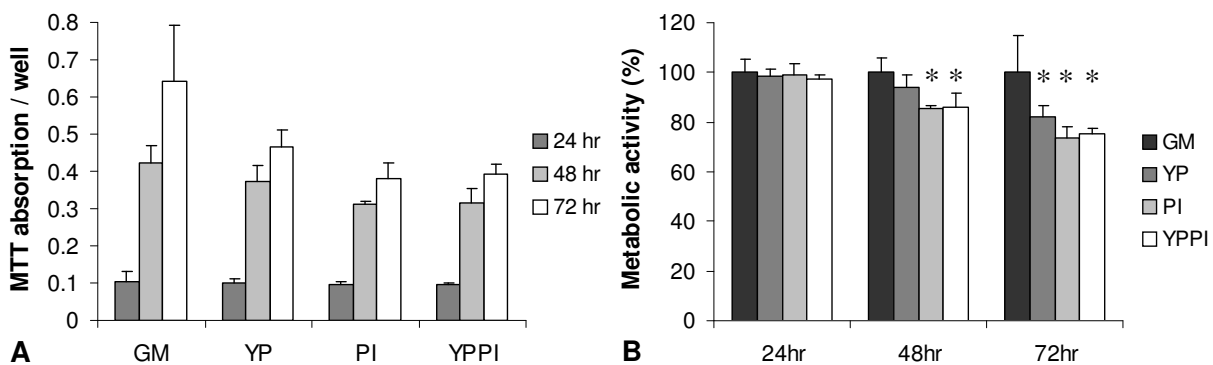 MTT absorption / well
0.8
0.7
0.6
0.5
0.4
0.3
0.2
0.1
0
GM YP PI YPPI
24 hr
48 hr
72 hr
A
Metabolic activity (%)
120
100
80
60
40
20
0
* *
* * *
24hr 48hr 72hr
GM
YP
PI
YPPI
B